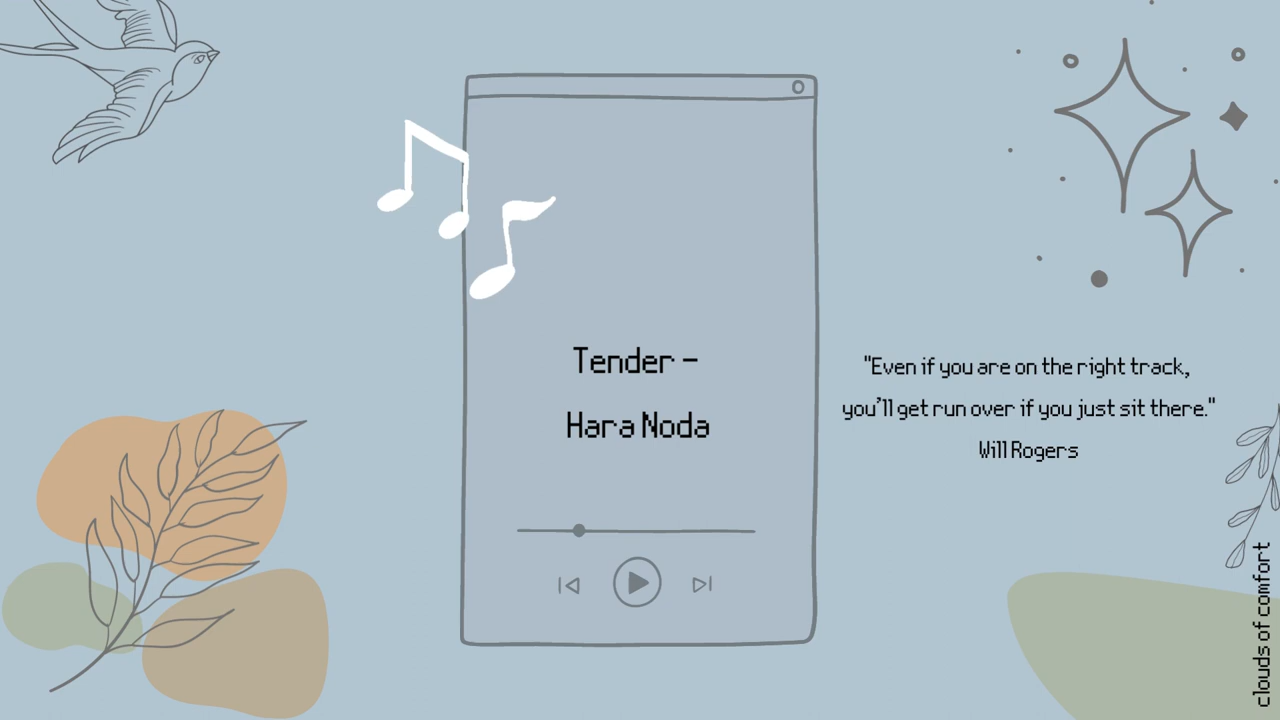 Tender -
Hara Noda
"Even if you are on the right track,
you'll get run over if you just sit there."
Will Rogers
clouds of comfort